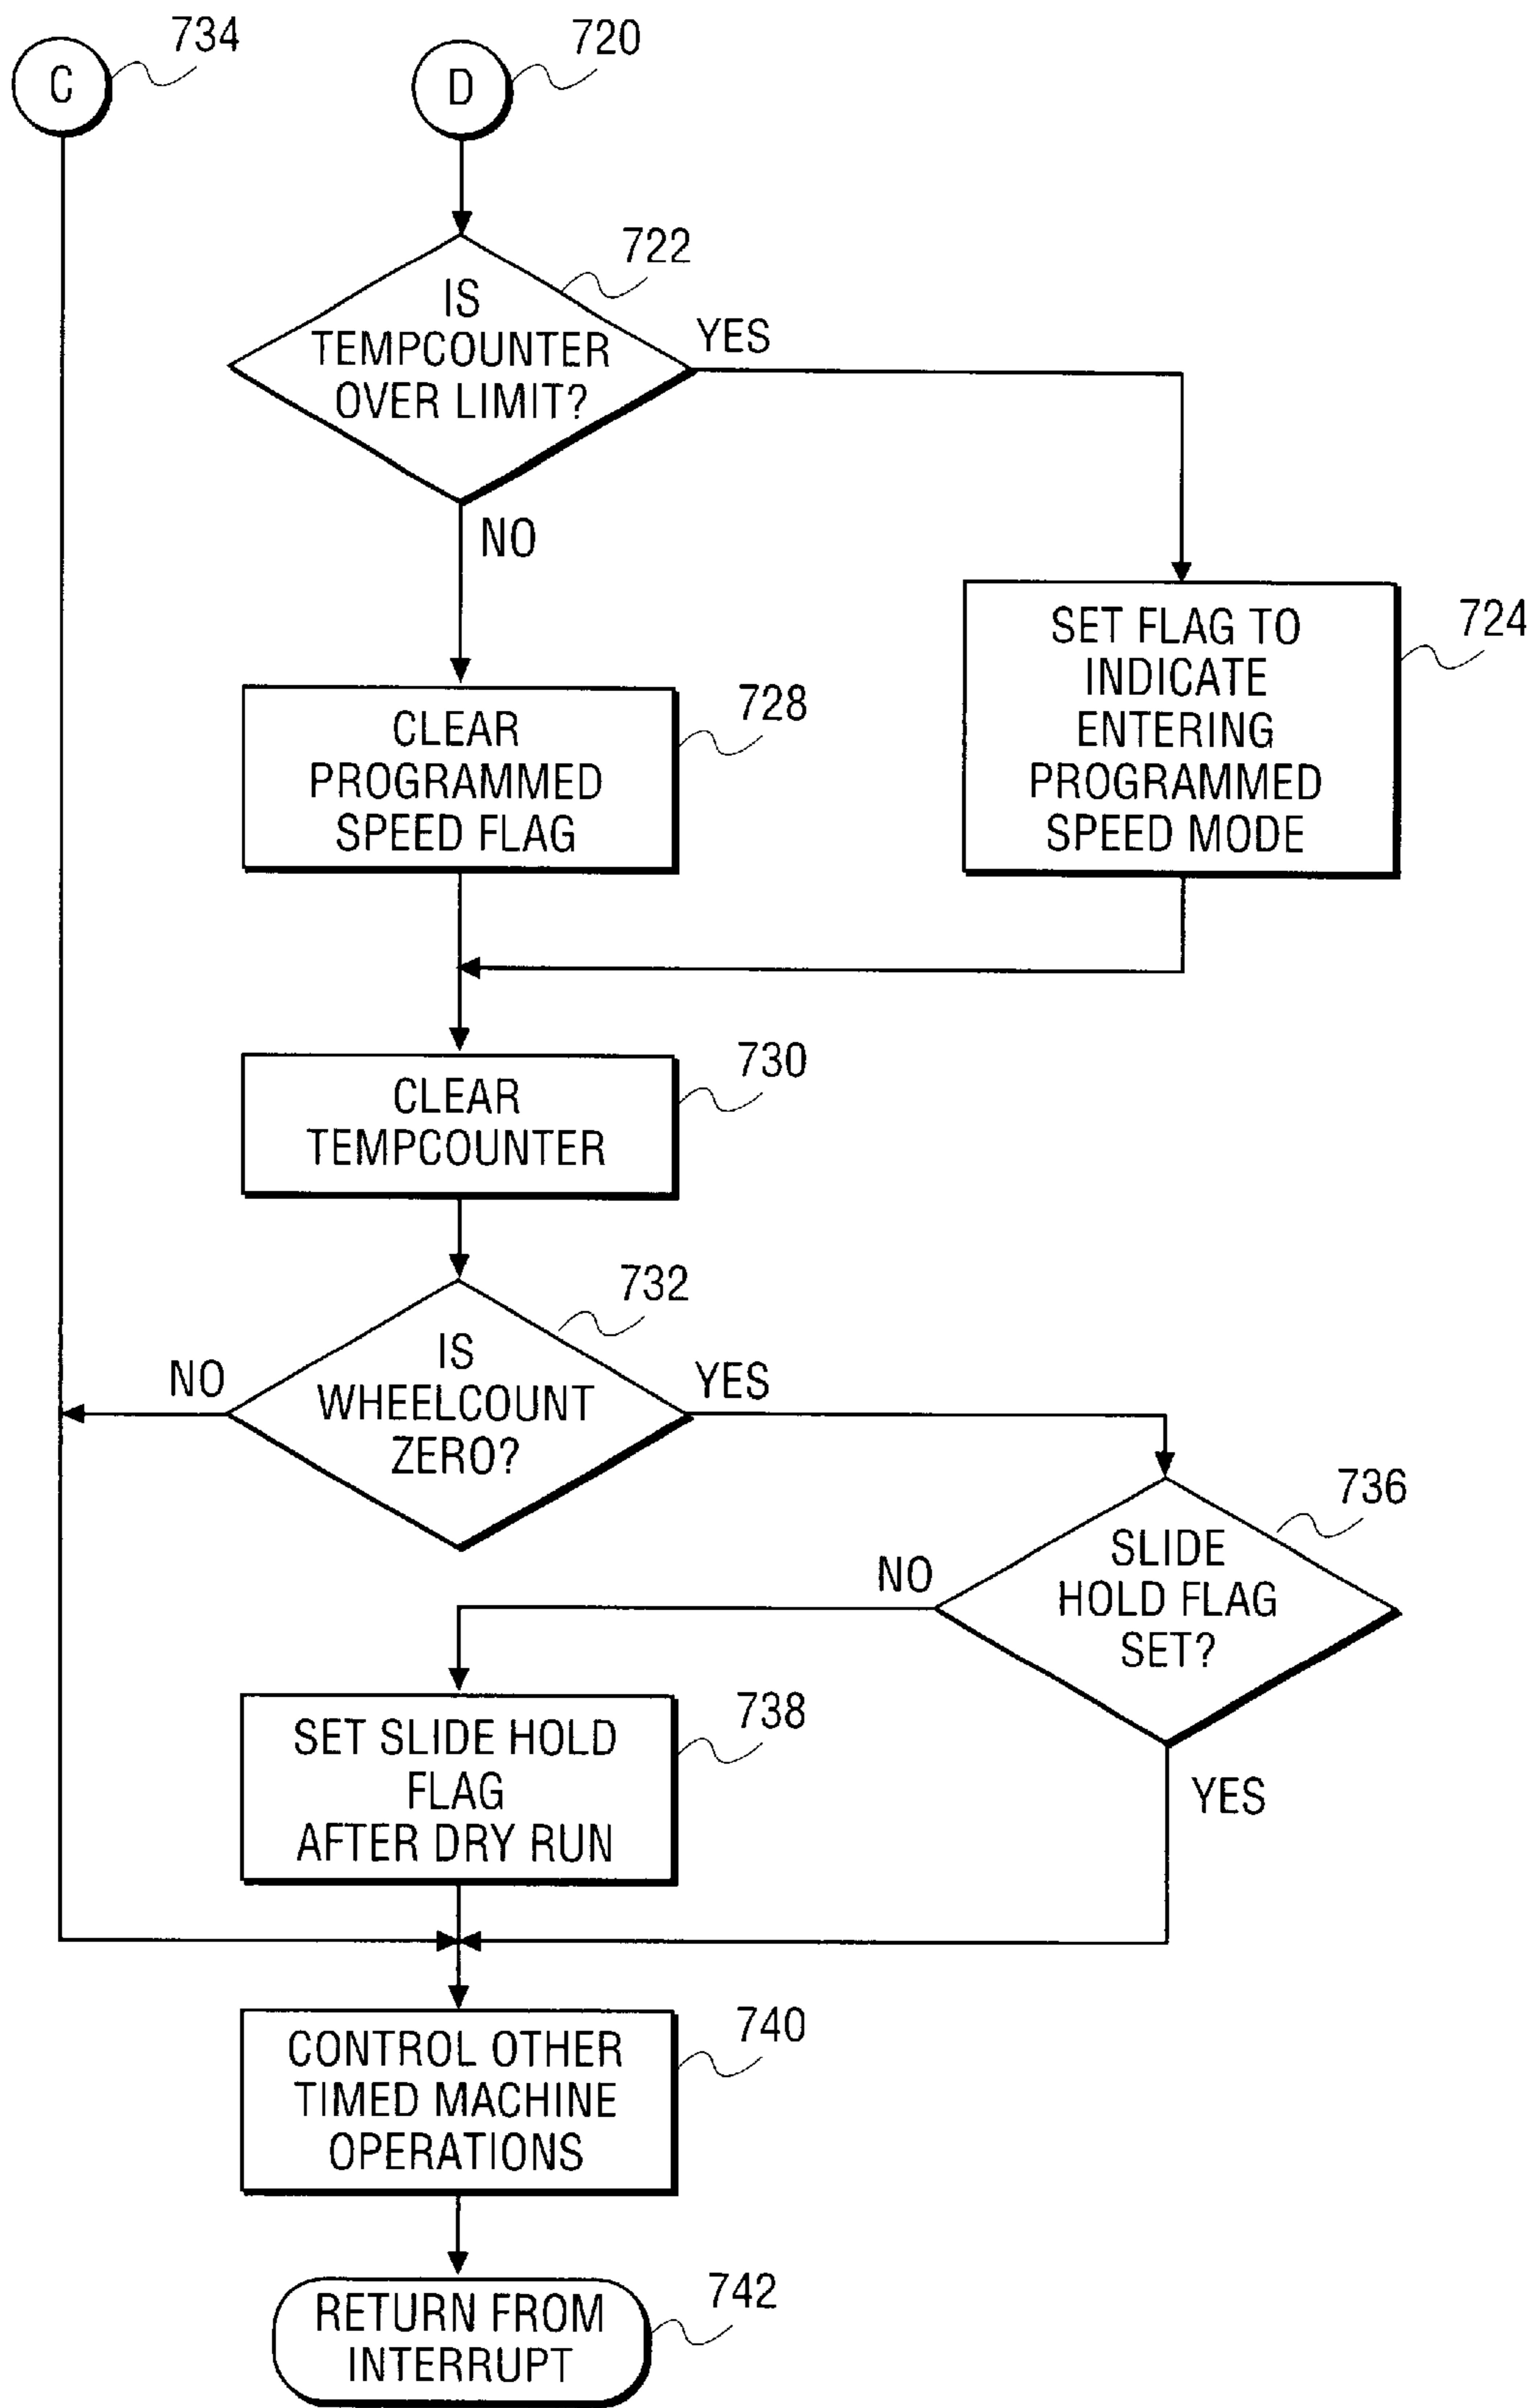 C
734
D
720
722
IS
TEMPCOUNTER
OVER LIMIT?
YES
NO
SET FLAG TO
INDICATE
ENTERING
PROGRAMMED
SPEED MODE
724
CLEAR
PROGRAMMED
SPEED FLAG
728
CLEAR
TEMPCOUNTER
730
732
IS
WHEELCOUNT
ZERO?
NO
YES
736
SLIDE
HOLD FLAG
SET?
NO
YES
SET SLIDE HOLD
FLAG
AFTER DRY RUN
738
CONTROL OTHER
TIMED MACHINE
OPERATIONS
740
RETURN FROM
INTERRUPT
742